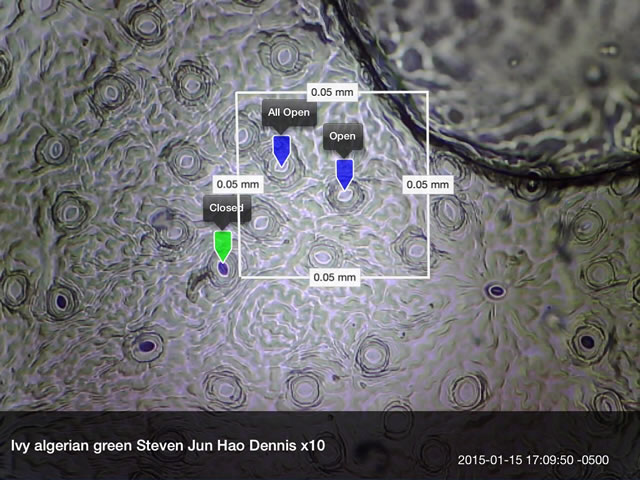 0.05 mm
All Open
Open
0.05 mm
0.05 mm
Closed
0.05 mm
Ivy algerian green Steven Jun Hao Dennis x10
2015-01-15 17:09:50 -0500